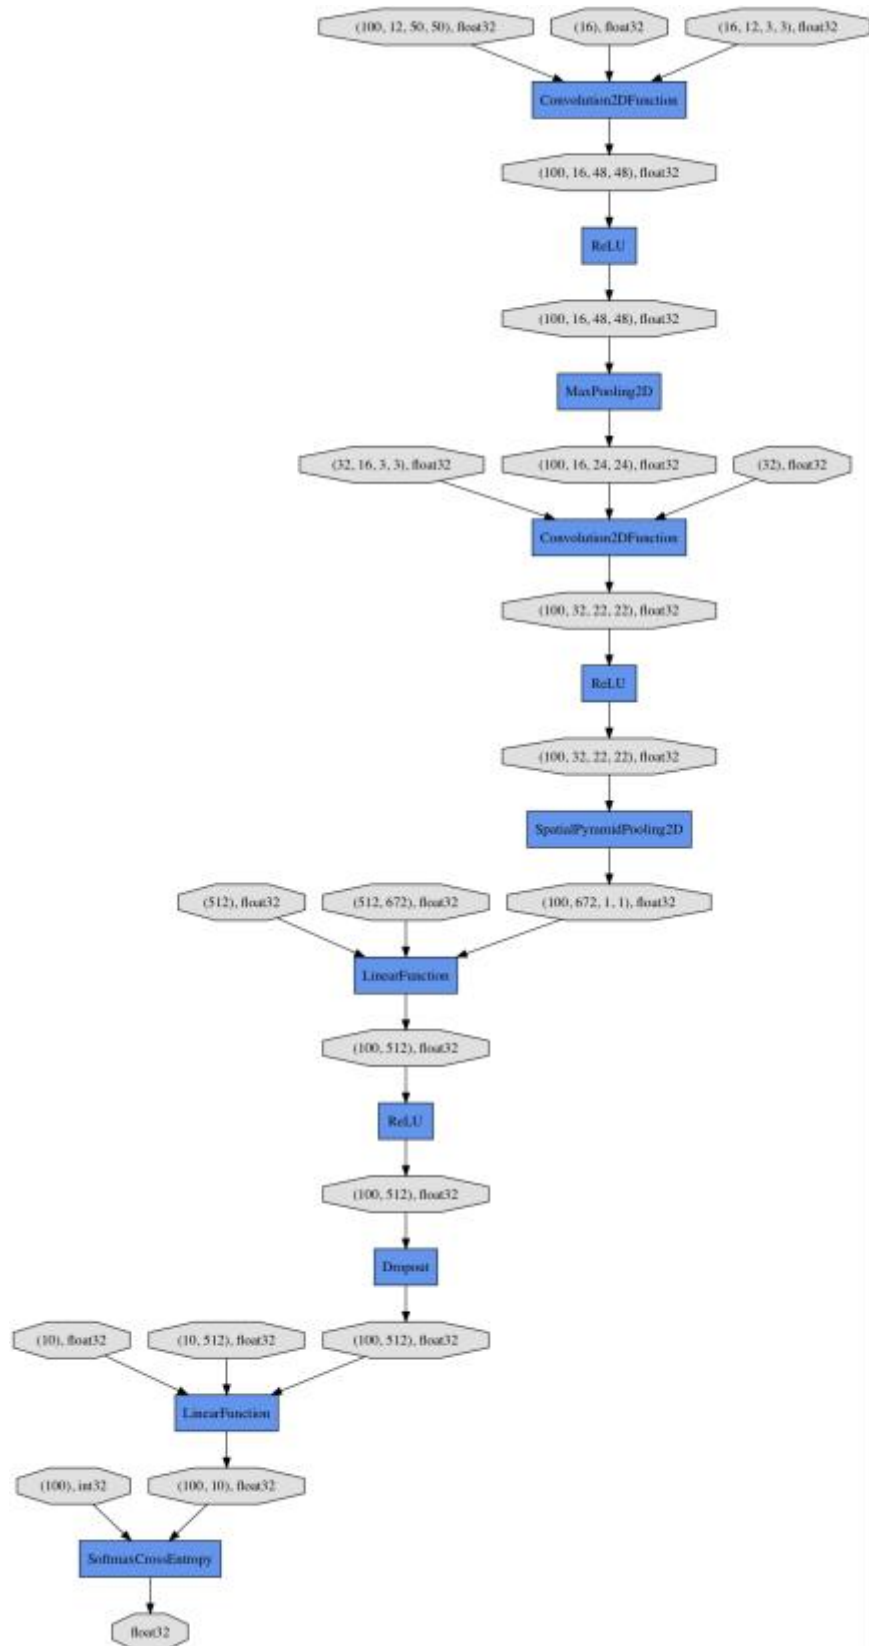 (100, 12, 50, 50), float32 (16), float32 (16, 12, 3, 3), float32
Convolution2DFunction
(100, 16, 48, 48), float32
ReLU
(100, 16, 48, 48), float32
MaxPooling2D
(32, 16, 3, 3), float32 (100, 16, 24, 24), float32 (32), float32
Convolution2DFunction
(100, 32, 22, 22), float32
ReLU
(100, 32, 22, 22), float32
SpatialPyramidPooling2D
(512), float32 (512, 672), float32 (100, 672, 1, 1), float32
LinearFunction
(100, 512), float32
ReLU
(100, 512), float32
Dropout
(10), float32 (10, 512), float32 (100, 512), float32
LinearFunction
(100), int32 (100, 10), float32
SoftmaxCrossEntropy
float32